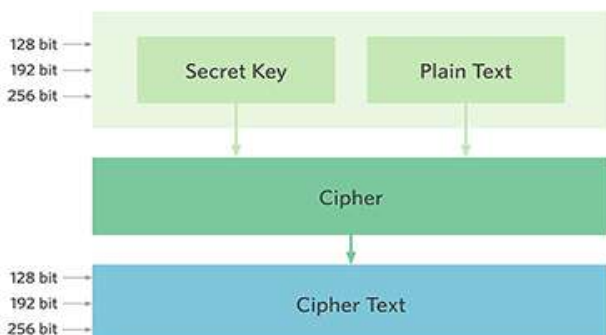 128 bit
192 bit
256 bit
Secret Key
Plain Text
Cipher
128 bit
192 bit
256 bit
Cipher Text